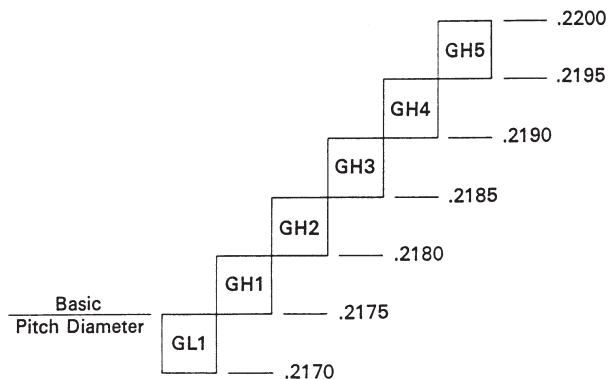 .2200
GH5
.2195
GH4
.2190
GH3
.2185
GH2
.2180
GH1
Basic
.2175
Pitch Diameter
GL1
.2170